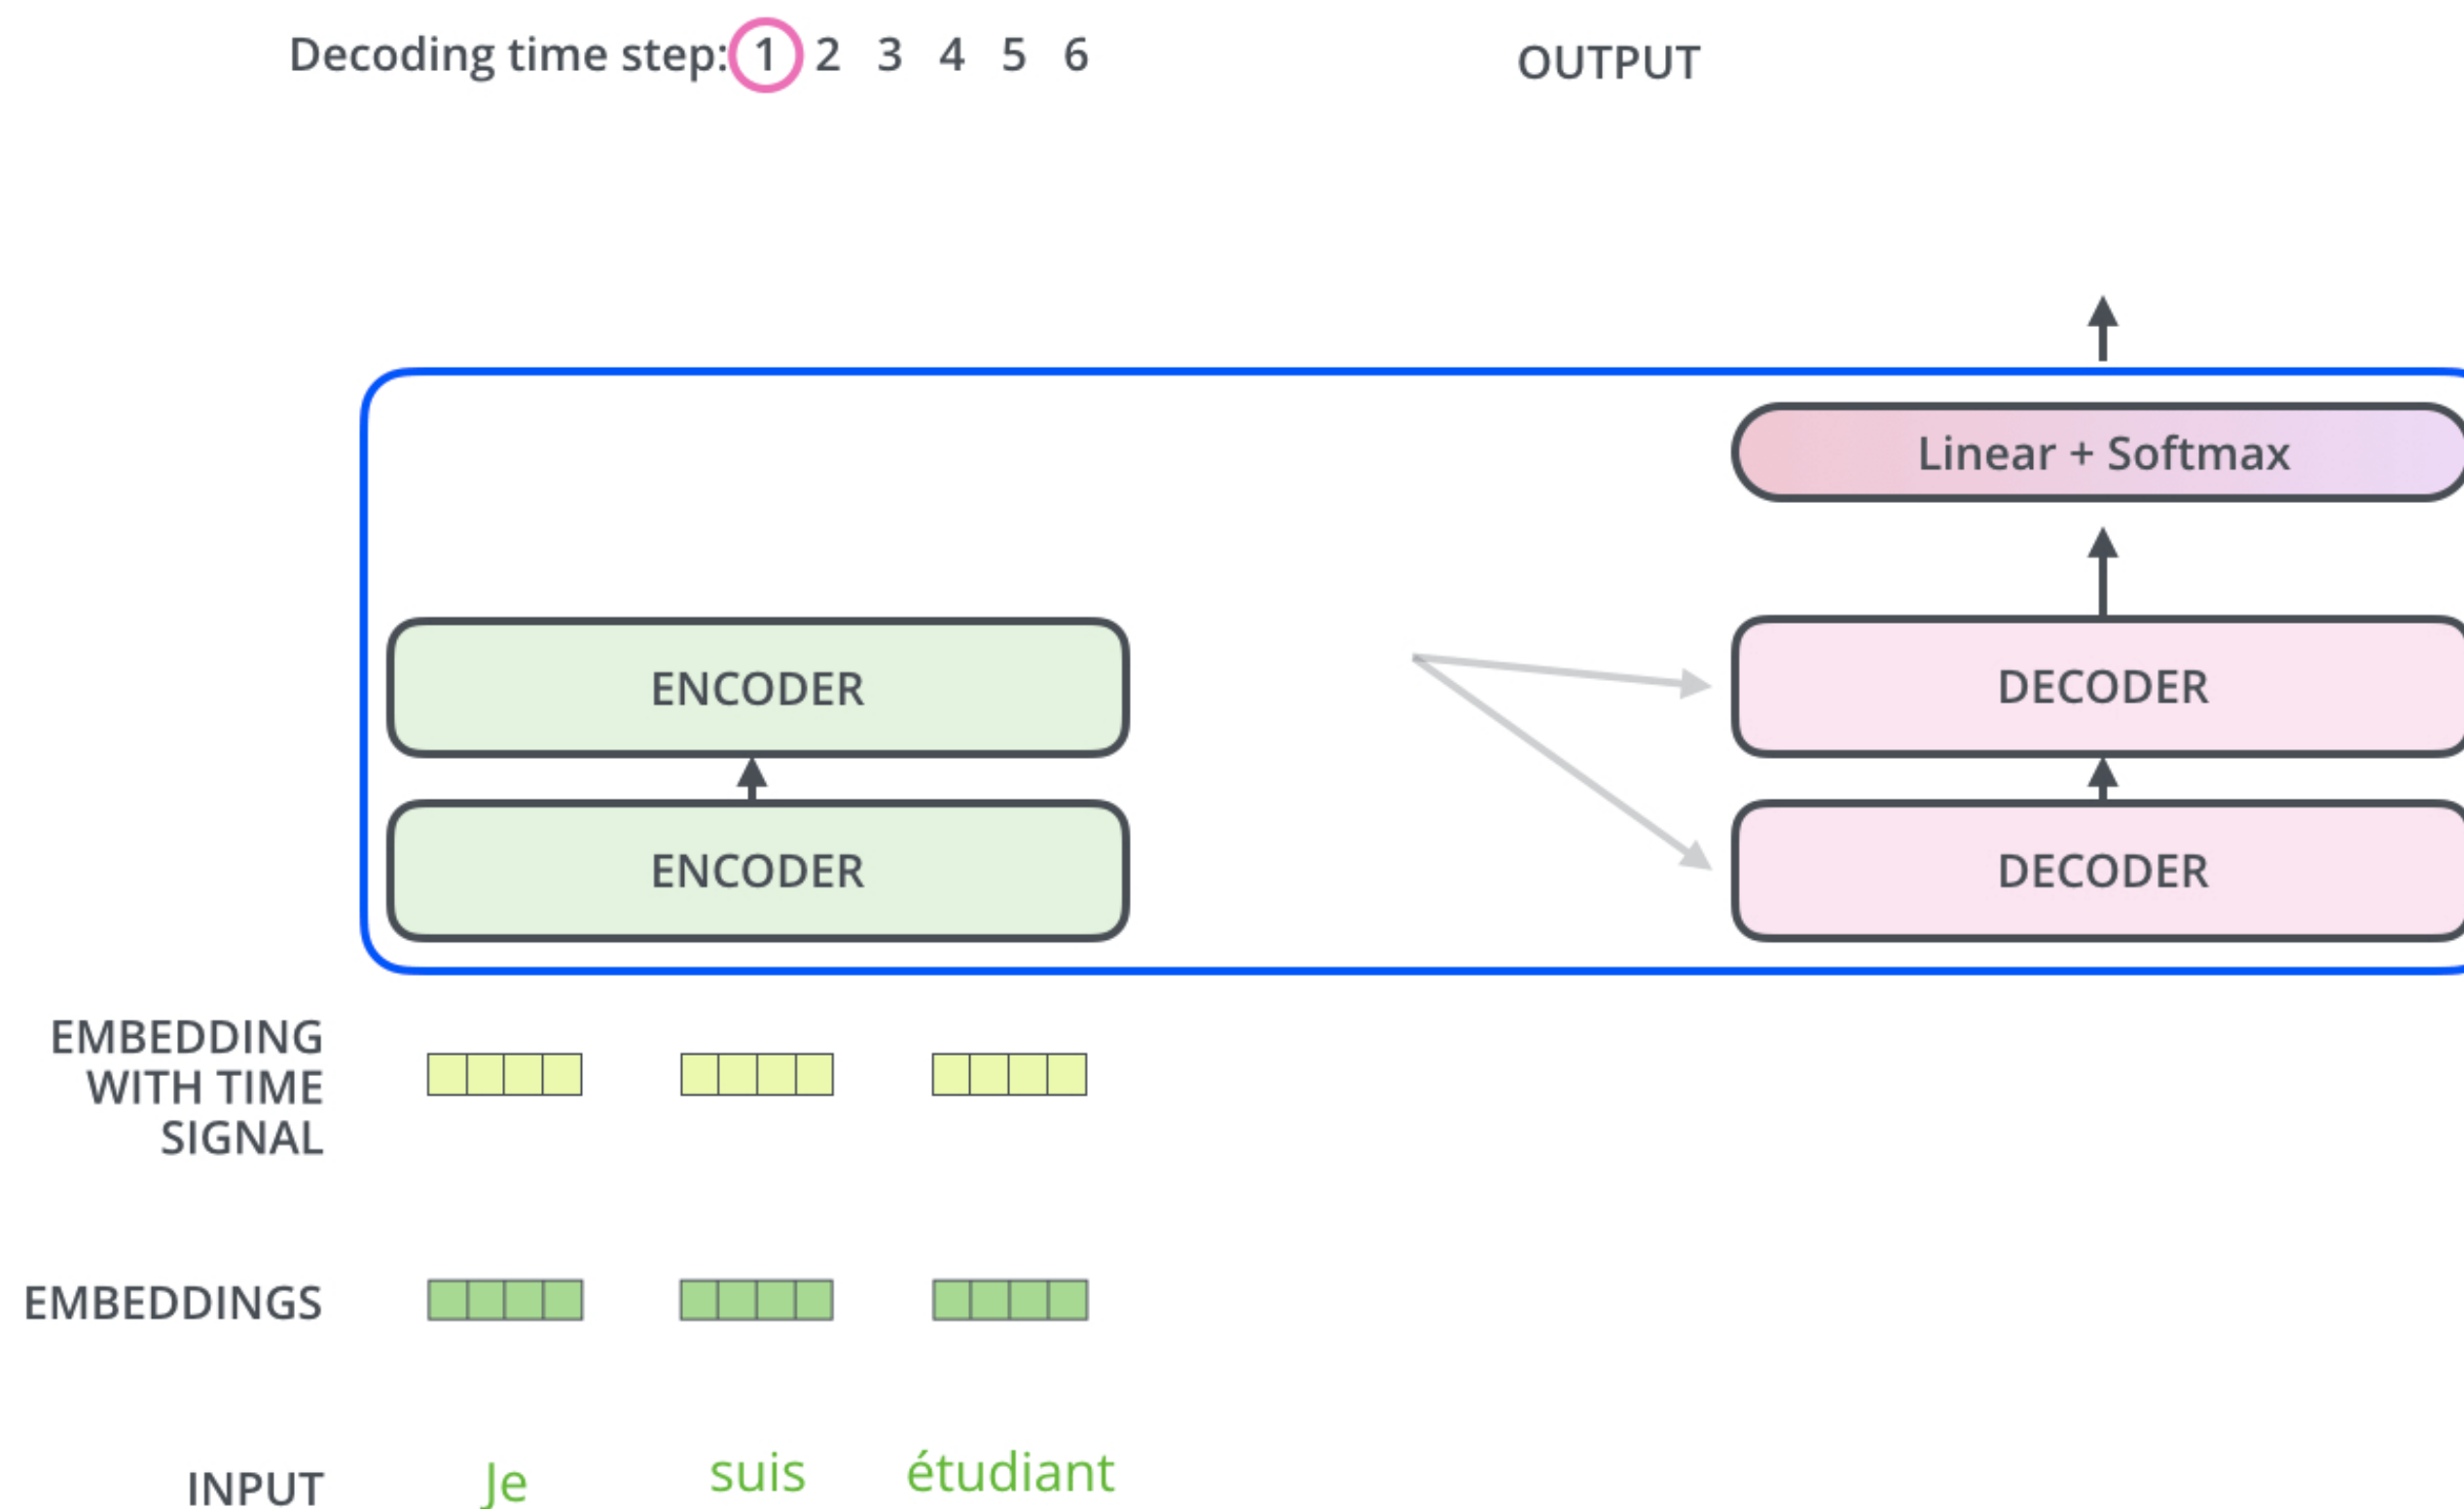 Decoding time step: 1 2 3 4 5 6
OUTPUT
Linear + Softmax
ENCODER
DECODER
ENCODER
DECODER
EMBEDDING
WITH TIME
SIGNAL
EMBEDDINGS
INPUT Je suis étudiant